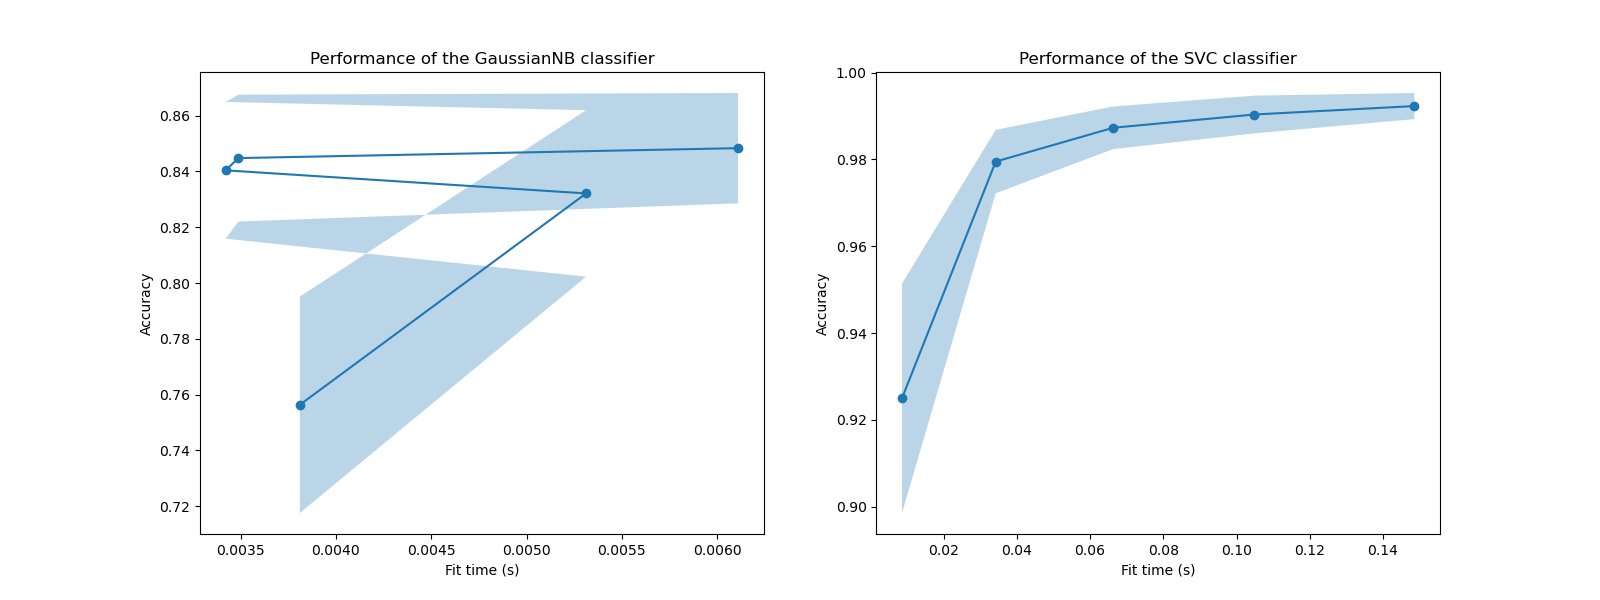 Performance of the GaussianNB classifier
Accuracy
0.86
0.84
0.82
0.80
0.78
0.76
0.74
0.72
0.0035 0.0040 0.0045 0.0050 0.0055 0.0060
Fit time (s)
Performance of the SVC classifier
Accuracy
1.00
0.98
0.96
0.94
0.92
0.90
0.02 0.04 0.06 0.08 0.10 0.12 0.14
Fit time (s)